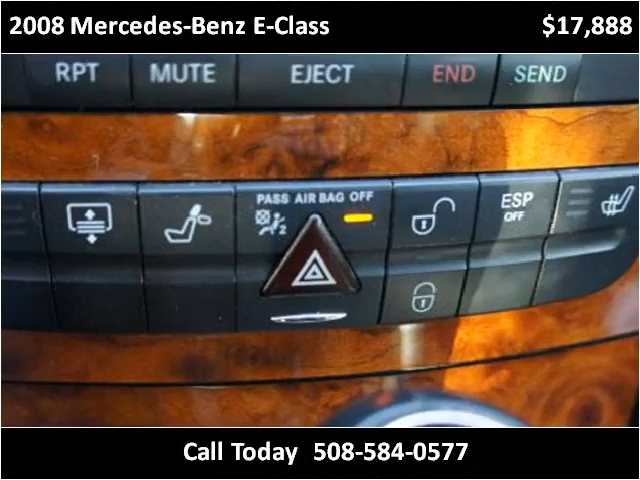 2008 Mercedes-Benz E-Class $17,888
RPT MUTE EJECT END SEND
PASS AIR BAG OFF
2
ESP
OFF
Call Today 508-584-0577